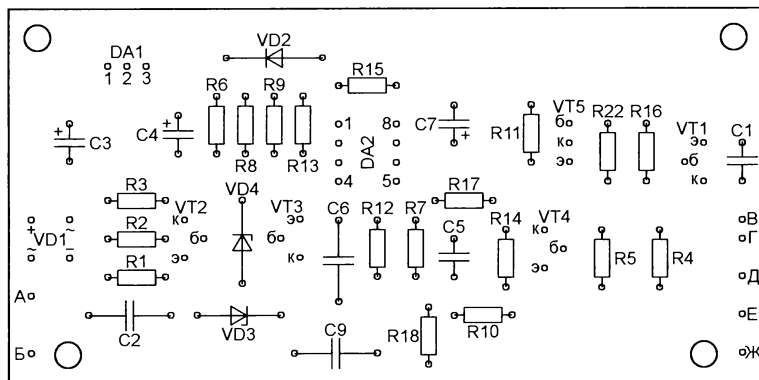 DA1
VD2
1 2 3
R6
R9
R15
C3
C4
R8
R13
1
8
DA2
4
5
C7
R11
VT5
б
к
э
R22
R16
VT1
э
б
к
C1
R3
R2
R1
VD1
+
~
~
VT2
к
б
э
VD4
VT3
э
б
к
C6
R12
R7
R17
C5
R14
VT4
к
б
э
R5
R4
В
Г
Д
Е
Ж
А
Б
C2
VD3
C9
R18
R10